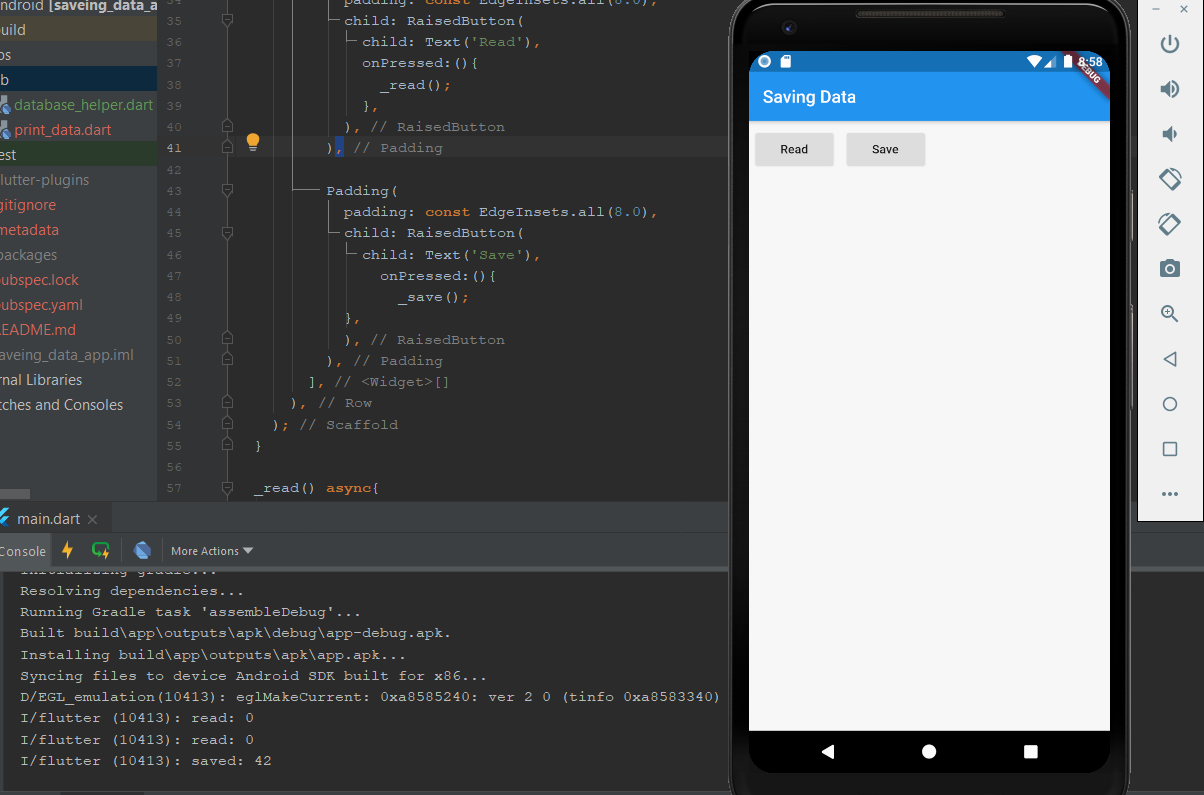 ndroid [saveing_data_a
uild
os
b
database_helper.dart
print_data.dart
est
lutter-plugins
gitignore
metadata
packages
pubspec.lock
pubspec.yaml
EADME.md
aveing_data_app.iml
rnal Libraries
tches and Consoles
34 padding: const EdgeInsets.all(8.0),
35 child: RaisedButton(
36 child: Text('Read'),
37 onPressed:(){
38 _read();
39 },
40 ), // RaisedButton
41 ), // Padding
42
43 Padding(
44 padding: const EdgeInsets.all(8.0),
45 child: RaisedButton(
46 child: Text('Save'),
47 onPressed:(){
48 _save();
49 },
50 ), // RaisedButton
51 ), // Padding
52 ], // <Widget>[]
53 ), // Row
54 ); // Scaffold
55 }
56
57 _read() async{
main.dart
Console
More Actions
Initializing gradle...
Resolving dependencies...
Running Gradle task 'assembleDebug'...
Built build\app\outputs\apk\debug\app-debug.apk.
Installing build\app\outputs\apk\app.apk...
Syncing files to device Android SDK built for x86...
D/EGL_emulation(10413): eglMakeCurrent: 0xa8585240: ver 2 0 (tinfo 0xa8583340)
I/flutter (10413): read: 0
I/flutter (10413): read: 0
I/flutter (10413): saved: 42
8:58
DEBUG
Saving Data
Read
Save